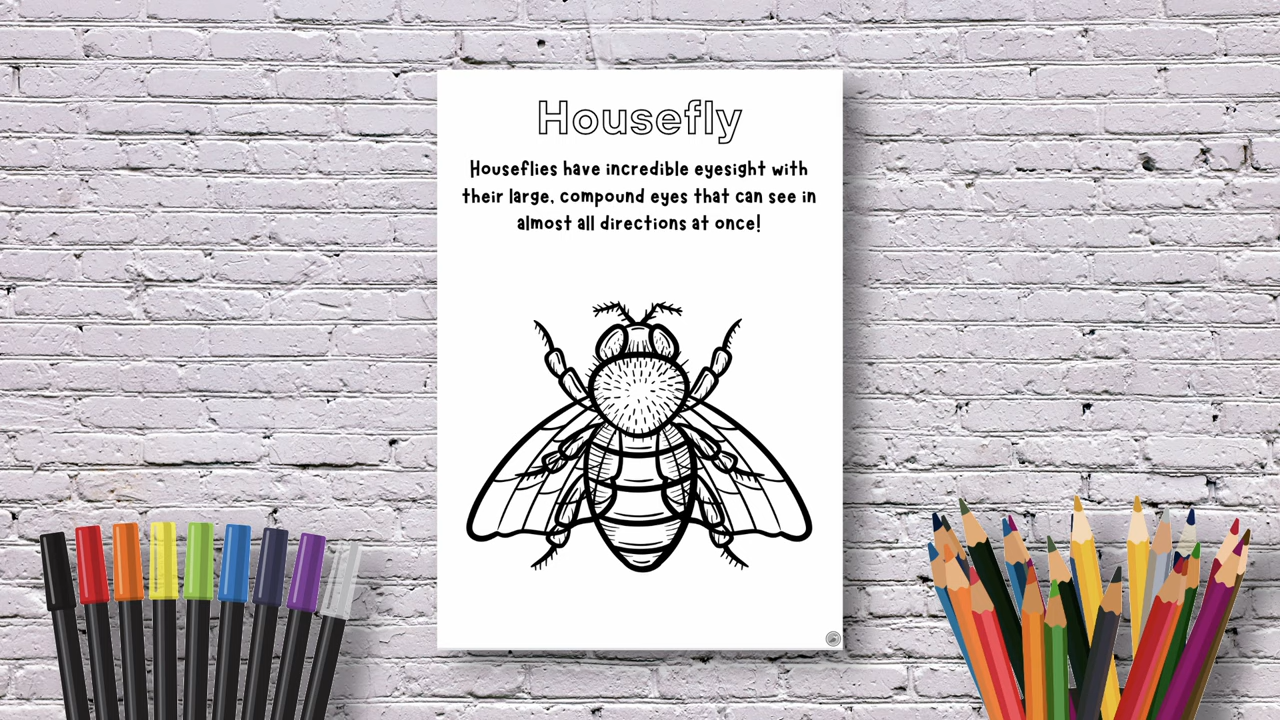 Housefly
Houseflies have incredible eyesight with
their large, compound eyes that can see in
almost all directions at once!